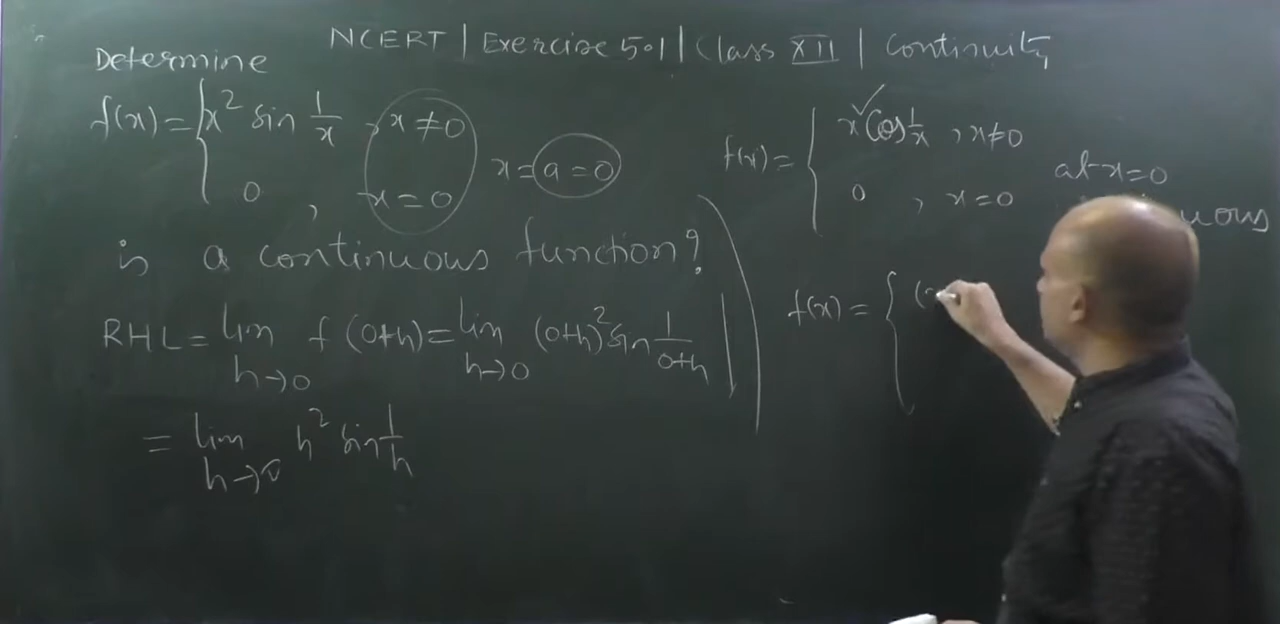 NCERT | Exercise 5.1 | Class XII | Continuity
Determine
f(x) = { x² sin 1/x , x ≠ 0
0 , x = 0
x = a = 0
is a continuous function?
RHL = lim h→0 f(0+h) = lim h→0 (0+h)² sin 1/0+h
= lim h→0 h² sin 1/h
f(x) = { x cos 1/x , x ≠ 0
0 , x = 0
at x = 0
f(x) = { (